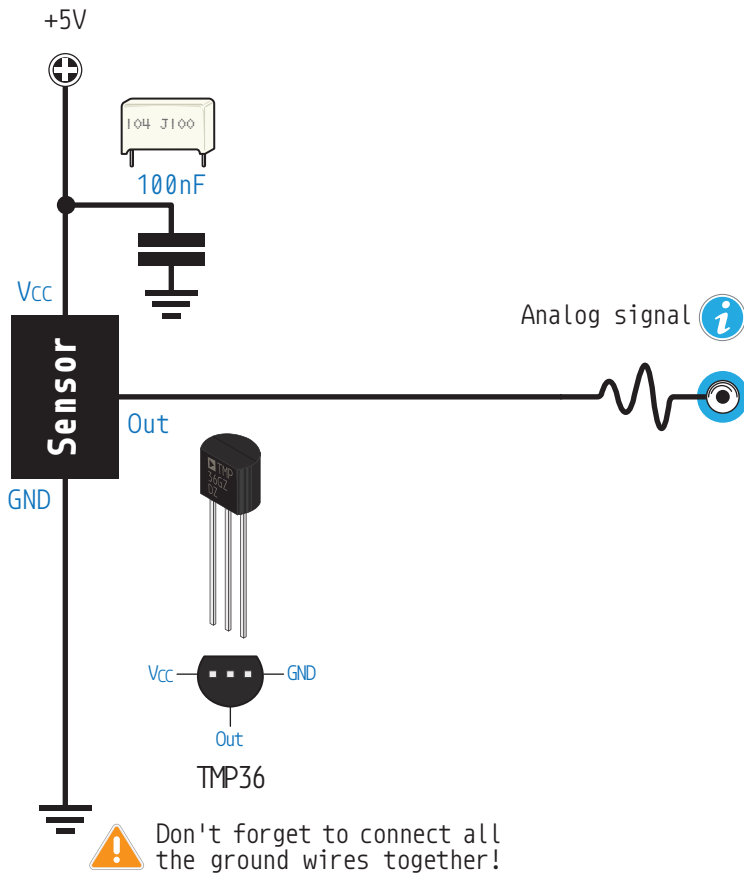 +5V
104 J100
100nF
Vcc
Analog signal
i
Sensor
Out
GND
TMP
36GZ
DZ
Vcc
GND
Out
TMP36
!
Don't forget to connect all
the ground wires together!